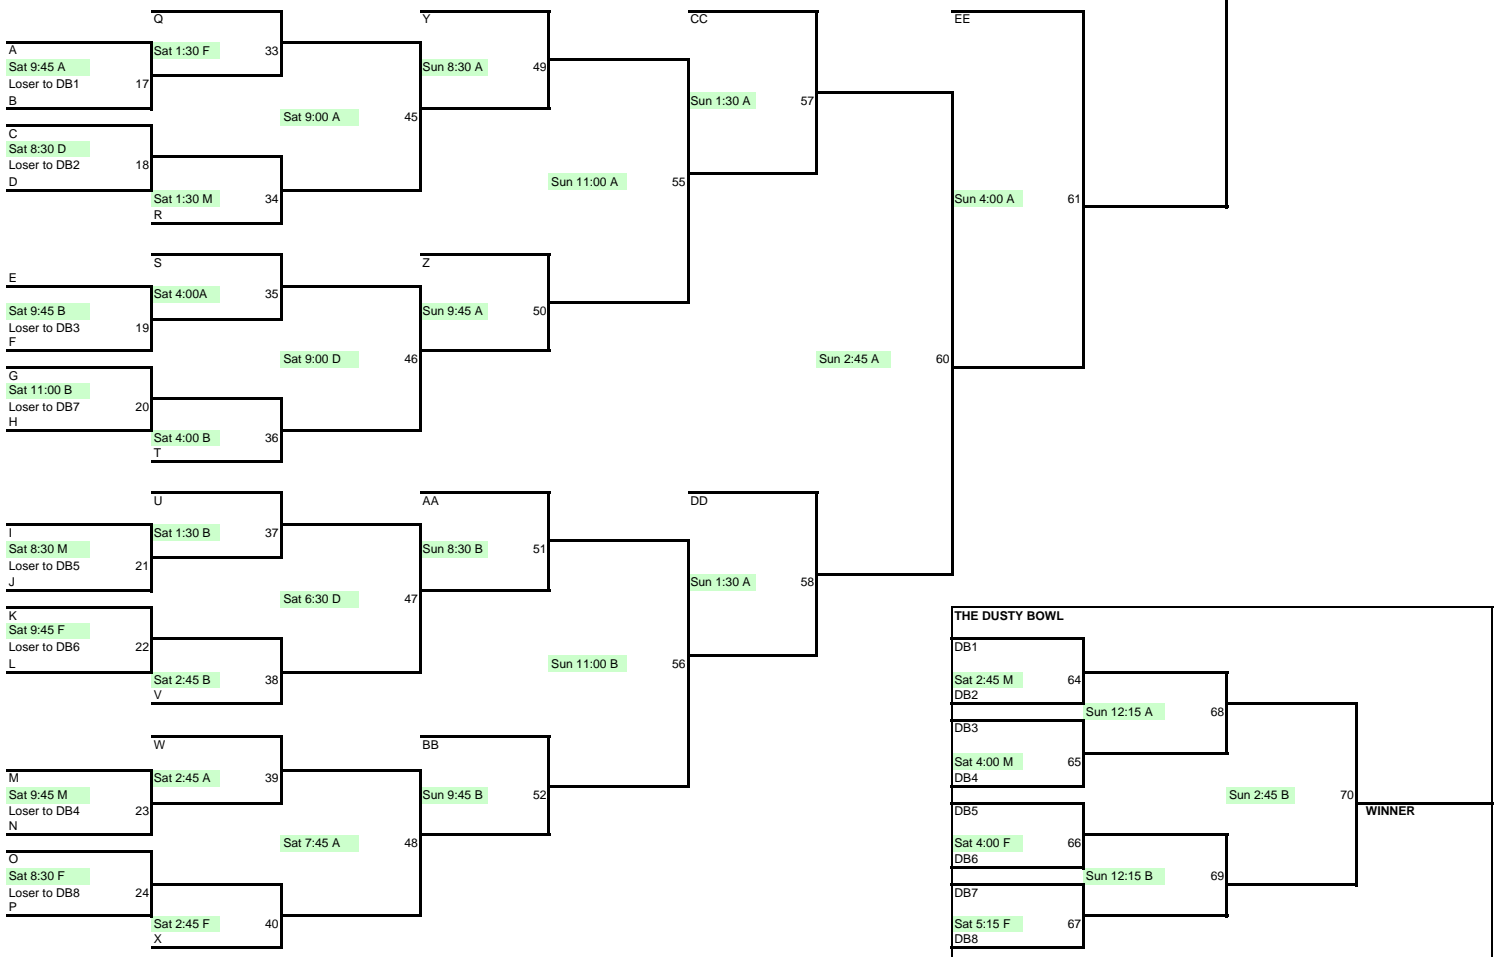 Q
Y
CC
EE
A
Sat 1:30 F 33
Sat 9:45 A
Sun 8:30 A 49
Loser to DB1 17
B
Sun 1:30 A 57
Sat 9:00 A 45
C
Sat 8:30 D
Loser to DB2 18
D
Sun 11:00 A 55
Sat 1:30 M 34
Sun 4:00 A 61
R
S
Z
E
Sat 4:00A 35
Sat 9:45 B
Sun 9:45 A 50
Loser to DB3 19
F
Sat 9:00 D 46
Sun 2:45 A 60
G
Sat 11:00 B
Loser to DB7 20
H
Sat 4:00 B 36
T
U
AA
DD
I
Sat 1:30 B 37
Sat 8:30 M
Sun 8:30 B 51
Loser to DB5 21
J
Sun 1:30 A 58
Sat 6:30 D 47
K
Sat 9:45 F
Loser to DB6 22
L
Sun 11:00 B 56
Sat 2:45 B 38
V
W
BB
M
Sat 2:45 A 39
Sat 9:45 M
Sun 9:45 B 52
Loser to DB4 23
N
Sat 7:45 A 48
O
Sat 8:30 F
Loser to DB8 24
P
Sat 2:45 F 40
X
THE DUSTY BOWL
DB1
Sat 2:45 M 64
DB2
Sun 12:15 A 68
DB3
Sat 4:00 M 65
DB4
Sun 2:45 B 70
DB5
WINNER
Sat 4:00 F 66
DB6
Sun 12:15 B 69
DB7
Sat 5:15 F 67
DB8